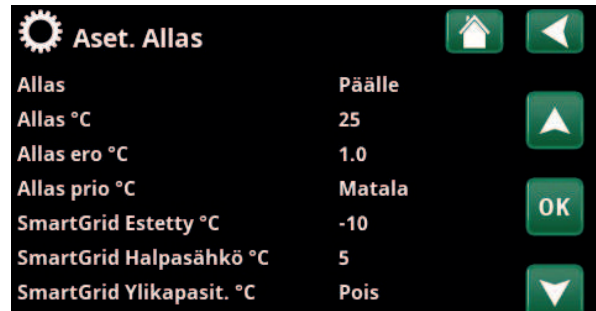 Aset. Allas
Allas Päälle
Allas °C 25
Allas ero °C 1.0
Allas prio °C Matala
SmartGrid Estetty °C -10
SmartGrid Halpasähkö °C 5
SmartGrid Ylikapasit. °C Pois
OK